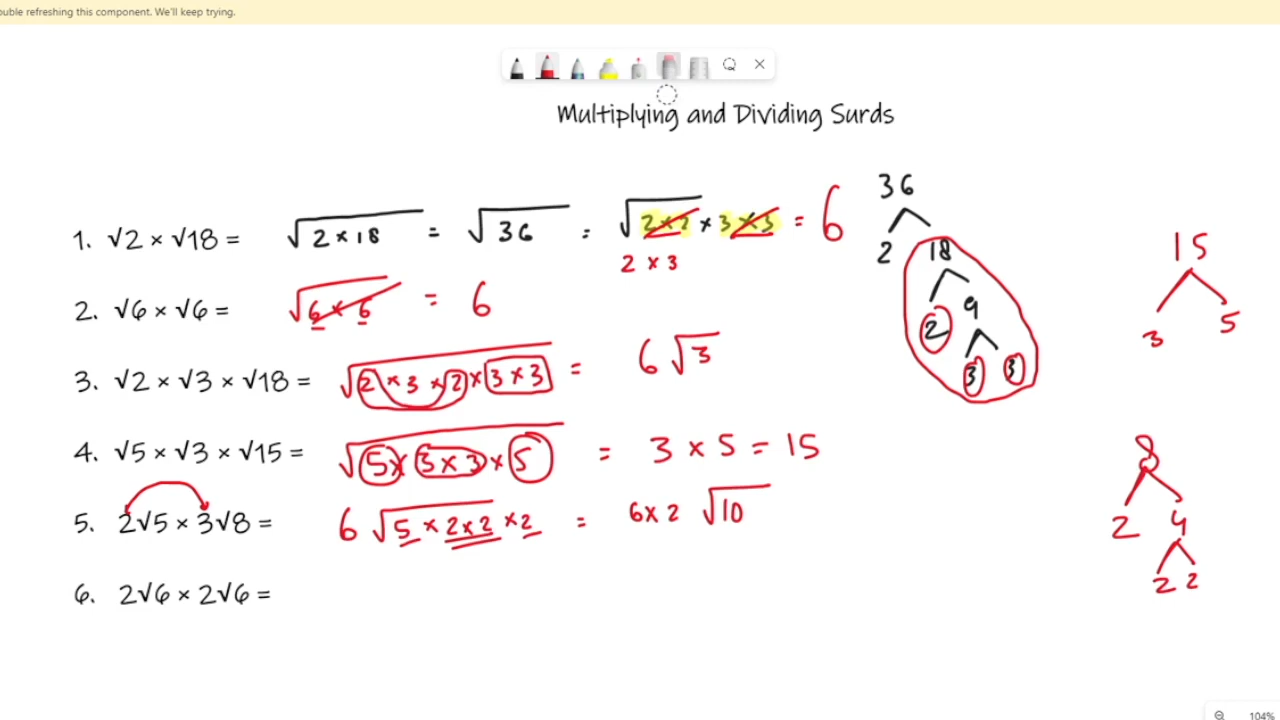 ouble refreshing this component. We'll keep trying.
Multiplying and Dividing Surds
1. √2 × √18 = √2 × 18 = √36 = √2 × 2 × 3 × 3 = 6
2 × 3
2. √6 × √6 = √6 × 6 = 6
3. √2 × √3 × √18 = √2 × 3 × 2 × 3 × 3 = 6√3
4. √5 × √3 × √15 = √5 × 3 × 3 × 5 = 3 × 5 = 15
5. 2√5 × 3√8 = 6√5 × 2 × 2 × 2 = 6 × 2 √10
6. 2√6 × 2√6 =
36
2 18
2 9
3 3
15
3 5
8
2 4
2 2
104%